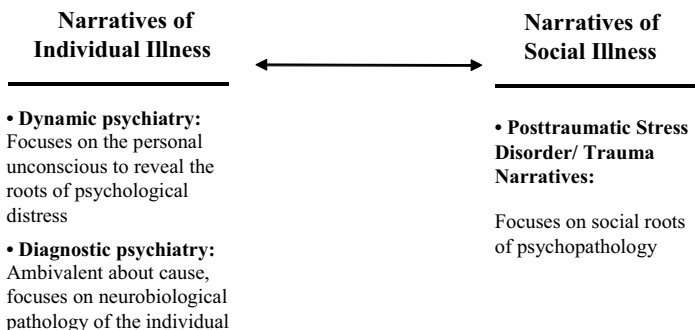 Narratives of
Individual Illness
• Dynamic psychiatry:
Focuses on the personal
unconscious to reveal the
roots of psychological
distress
• Diagnostic psychiatry:
Ambivalent about cause,
focuses on neurobiological
pathology of the individual
Narratives of
Social Illness
• Posttraumatic Stress
Disorder/ Trauma
Narratives:
Focuses on social roots
of psychopathology